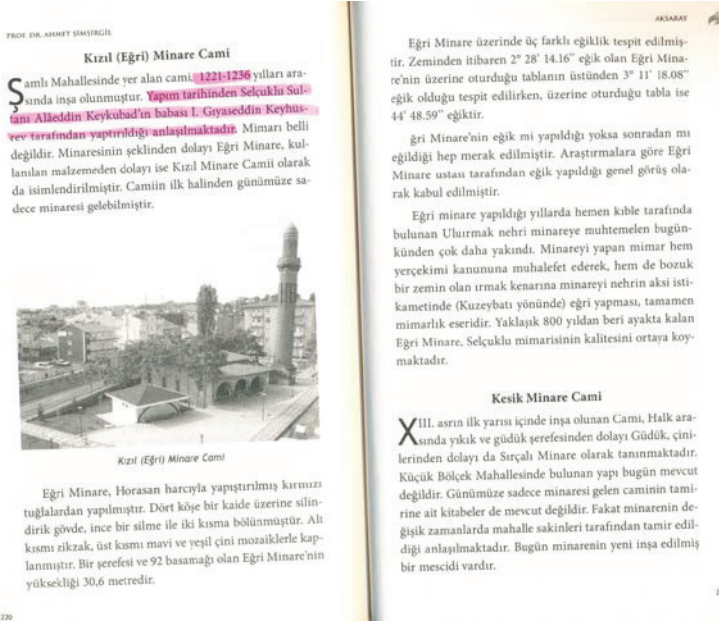 PROF. DR. AHMET ŞİMŞİRGİL
Kızıl (Eğri) Minare Cami
Şamlı Mahallesinde yer alan cami, 1221-1236 yılları ara-
sında inşa olunmuştur. Yapım tarihinden Selçuklu Sul-
tanı Alâeddin Keykubad'ın babası I. Gıyaseddin Keyhüs-
rev tarafından yaptırıldığı anlaşılmaktadır. Mimarı belli
değildir. Minaresinin şeklinden dolayı Eğri Minare, kul-
lanılan malzemeden dolayı ise Kızıl Minare Camii olarak
da isimlendirilmiştir. Camiin ilk halinden günümüze sa-
dece minaresi gelebilmiştir.
Kızıl (Eğri) Minare Cami
Eğri Minare, Horasan harcıyla yapıştırılmış kırmızı
tuğlalardan yapılmıştır. Dört köşe bir kaide üzerine silin-
dirik gövde, ince bir silme ile iki kısma bölünmüştür. Alt
kısmı zikzak, üst kısmı mavi ve yeşil çini mozaiklerle kap-
lanmıştır. Bir şerefesi ve 92 basamağı olan Eğri Minare'nin
yüksekliği 30,6 metredir.
220
AKSARAY
Eğri Minare üzerinde üç farklı eğiklik tespit edilmiş-
tir. Zeminden itibaren 2° 28' 14.16" eğik olan Eğri Mina-
re'nin üzerine oturduğu tablanın üstünden 3° 11' 18.08"
eğik olduğu tespit edilirken, üzerine oturduğu tabla ise
44' 48.59" eğiktir.
ğri Minare'nin eğik mi yapıldığı yoksa sonradan mı
eğildiği hep merak edilmiştir. Araştırmalara göre Eğri
Minare ustası tarafından eğik yapıldığı genel görüş ola-
rak kabul edilmiştir.
Eğri minare yapıldığı yıllarda hemen kıble tarafında
bulunan Uluırmak nehri minareye muhtemelen bugün-
künden çok daha yakındı. Minareyi yapan mimar hem
yerçekimi kanununa muhalefet ederek, hem de bozuk
bir zemin olan ırmak kenarına minareyi nehrin aksi isti-
kametinde (Kuzeybatı yönünde) eğri yapması, tamamen
mimarlık eseridir. Yaklaşık 800 yıldan beri ayakta kalan
Eğri Minare, Selçuklu mimarisinin kalitesini ortaya koy-
maktadır.
Kesik Minare Cami
XIII. asrın ilk yarısı içinde inşa olunan Cami, Halk ara-
sında yıkık ve güdük şerefesinden dolayı Güdük, çini-
lerinden dolayı da Sırçalı Minare olarak tanınmaktadır.
Küçük Bölçek Mahallesinde bulunan yapı bugün mevcut
değildir. Günümüze sadece minaresi gelen caminin tami-
rine ait kitabeler de mevcut değildir. Fakat minarenin de-
ğişik zamanlarda mahalle sakinleri tarafından tamir edil-
diği anlaşılmaktadır. Bugün minarenin yeni inşa edilmiş
bir mescidi vardır.